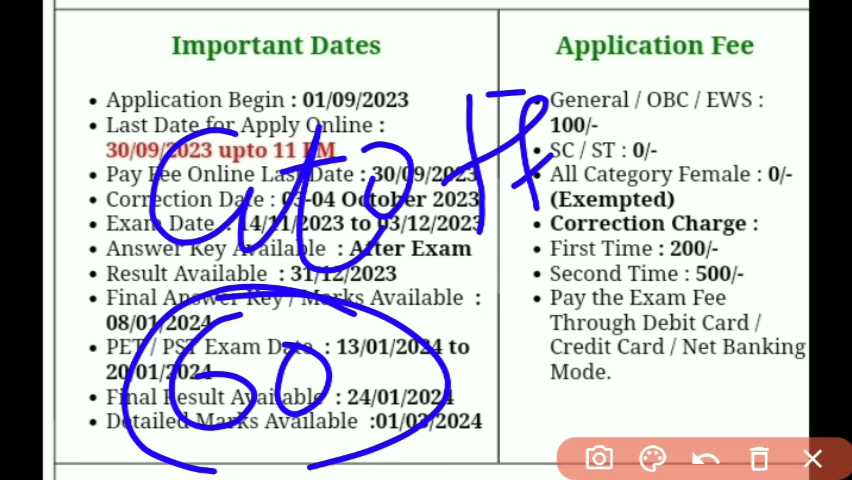 Important Dates
Application Begin : 01/09/2023
Last Date for Apply Online :
30/09/2023 upto 11 PM
Pay Fee Online Last Date : 30/09/2023
Correction Date : 03-04 October 2023
Exam Date : 14/11/2023 to 03/12/2023
Answer Key Available : After Exam
Result Available : 31/12/2023
Final Answer Key / Marks Available :
08/01/2024
PET / PST Exam Date : 13/01/2024 to
20/01/2024
Final Result Available : 24/01/2024
Detailed Marks Available :01/03/2024
Application Fee
General / OBC / EWS :
100/-
SC / ST : 0/-
All Category Female : 0/-
(Exempted)
Correction Charge :
First Time : 200/-
Second Time : 500/-
Pay the Exam Fee
Through Debit Card /
Credit Card / Net Banking
Mode.
60